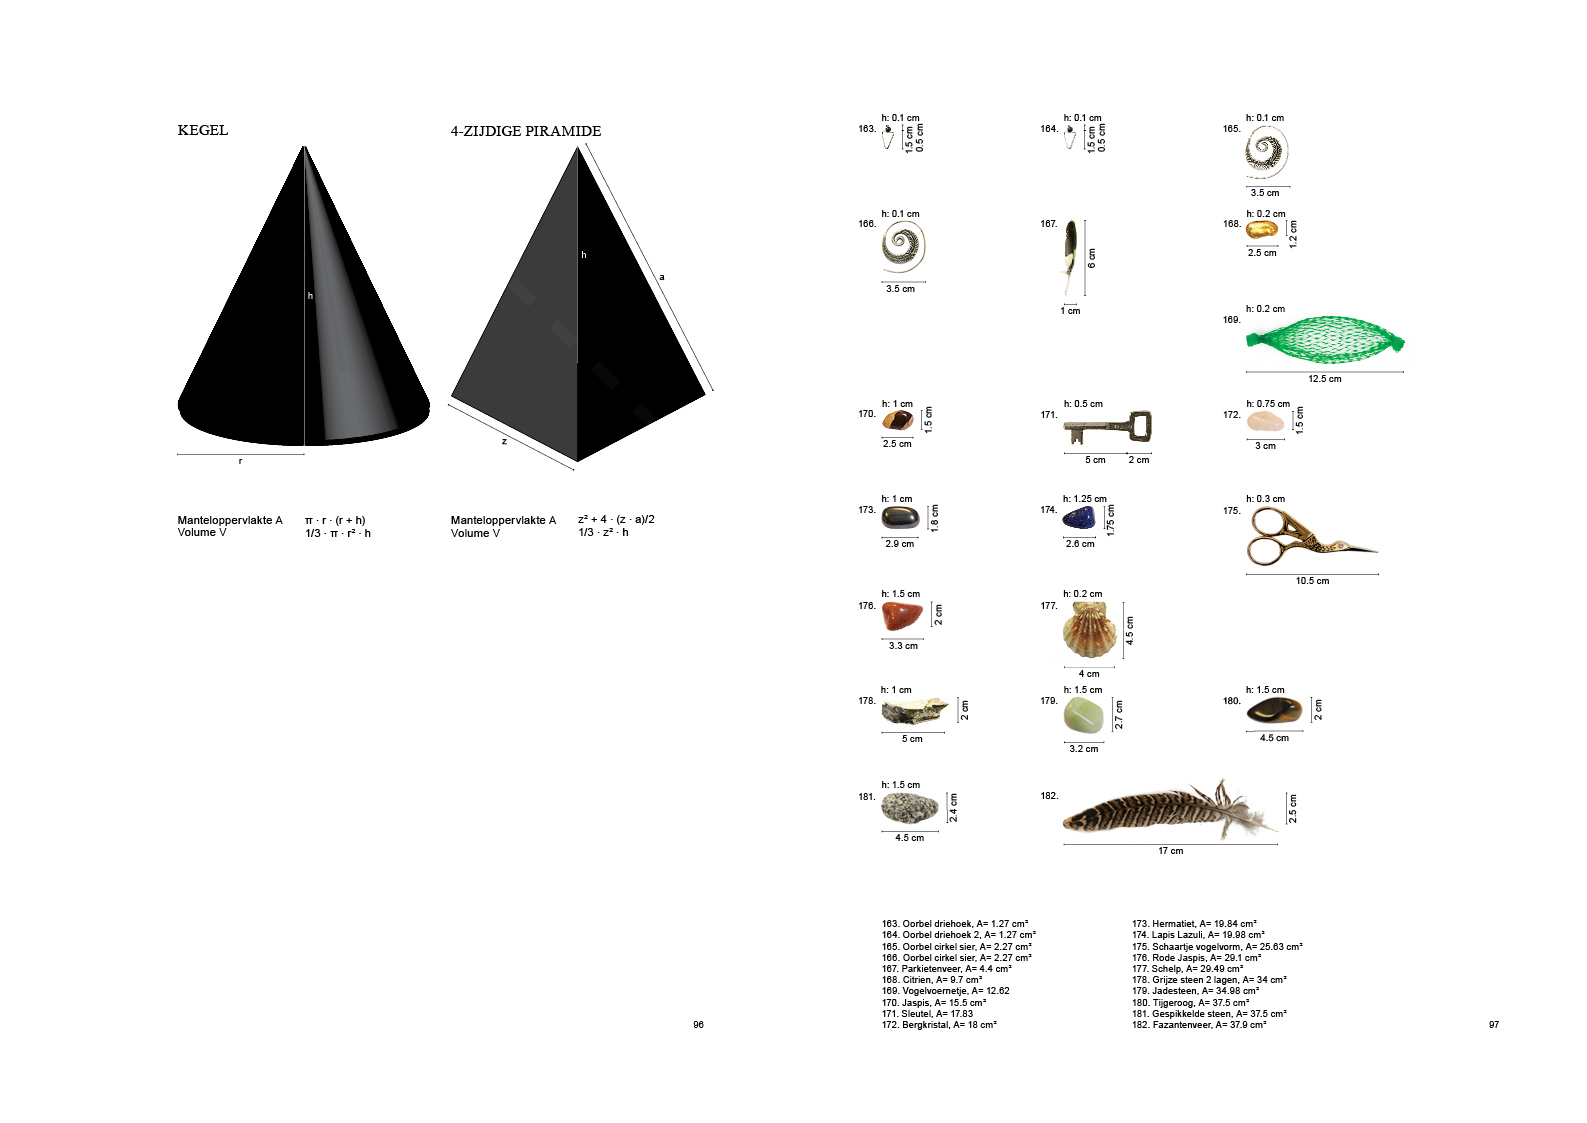 KEGEL
h
r
Manteloppervlakte A π · r · (r + h)
Volume V 1/3 · π · r² · h
4-ZIJDIGE PIRAMIDE
h
a
z
Manteloppervlakte A z² + 4 · (z · a)/2
Volume V 1/3 · z² · h
96
163.
h: 0.1 cm
1.5 cm
0.5 cm
164.
h: 0.1 cm
1.5 cm
0.5 cm
165.
h: 0.1 cm
3.5 cm
166.
h: 0.1 cm
3.5 cm
167.
6 cm
1 cm
168.
h: 0.2 cm
1.2 cm
2.5 cm
169.
h: 0.2 cm
12.5 cm
170.
h: 1 cm
1.5 cm
2.5 cm
171.
h: 0.5 cm
5 cm
2 cm
172.
h: 0.75 cm
1.5 cm
3 cm
173.
h: 1 cm
1.8 cm
2.9 cm
174.
h: 1.25 cm
1.75 cm
2.6 cm
175.
h: 0.3 cm
10.5 cm
176.
h: 1.5 cm
2 cm
3.3 cm
177.
h: 0.2 cm
4.5 cm
4 cm
178.
h: 1 cm
2 cm
5 cm
179.
h: 1.5 cm
2.7 cm
3.2 cm
180.
h: 1.5 cm
2 cm
4.5 cm
181.
h: 1.5 cm
2.4 cm
4.5 cm
182.
2.5 cm
17 cm
163. Oorbel driehoek, A= 1.27 cm²
164. Oorbel driehoek 2, A= 1.27 cm²
165. Oorbel cirkel sier, A= 2.27 cm²
166. Oorbel cirkel sier, A= 2.27 cm²
167. Parkietenveer, A= 4.4 cm²
168. Citrien, A= 9.7 cm²
169. Vogelvoernetje, A= 12.62
170. Jaspis, A= 15.5 cm²
171. Sleutel, A= 17.83
172. Bergkristal, A= 18 cm²
173. Hermatiet, A= 19.84 cm²
174. Lapis Lazuli, A= 19.98 cm²
175. Schaartje vogelvorm, A= 25.63 cm²
176. Rode Jaspis, A= 29.1 cm²
177. Schelp, A= 29.49 cm²
178. Grijze steen 2 lagen, A= 34 cm²
179. Jadesteen, A= 34.98 cm²
180. Tijgeroog, A= 37.5 cm²
181. Gespikkelde steen, A= 37.5 cm²
182. Fazantenveer, A= 37.9 cm²
97